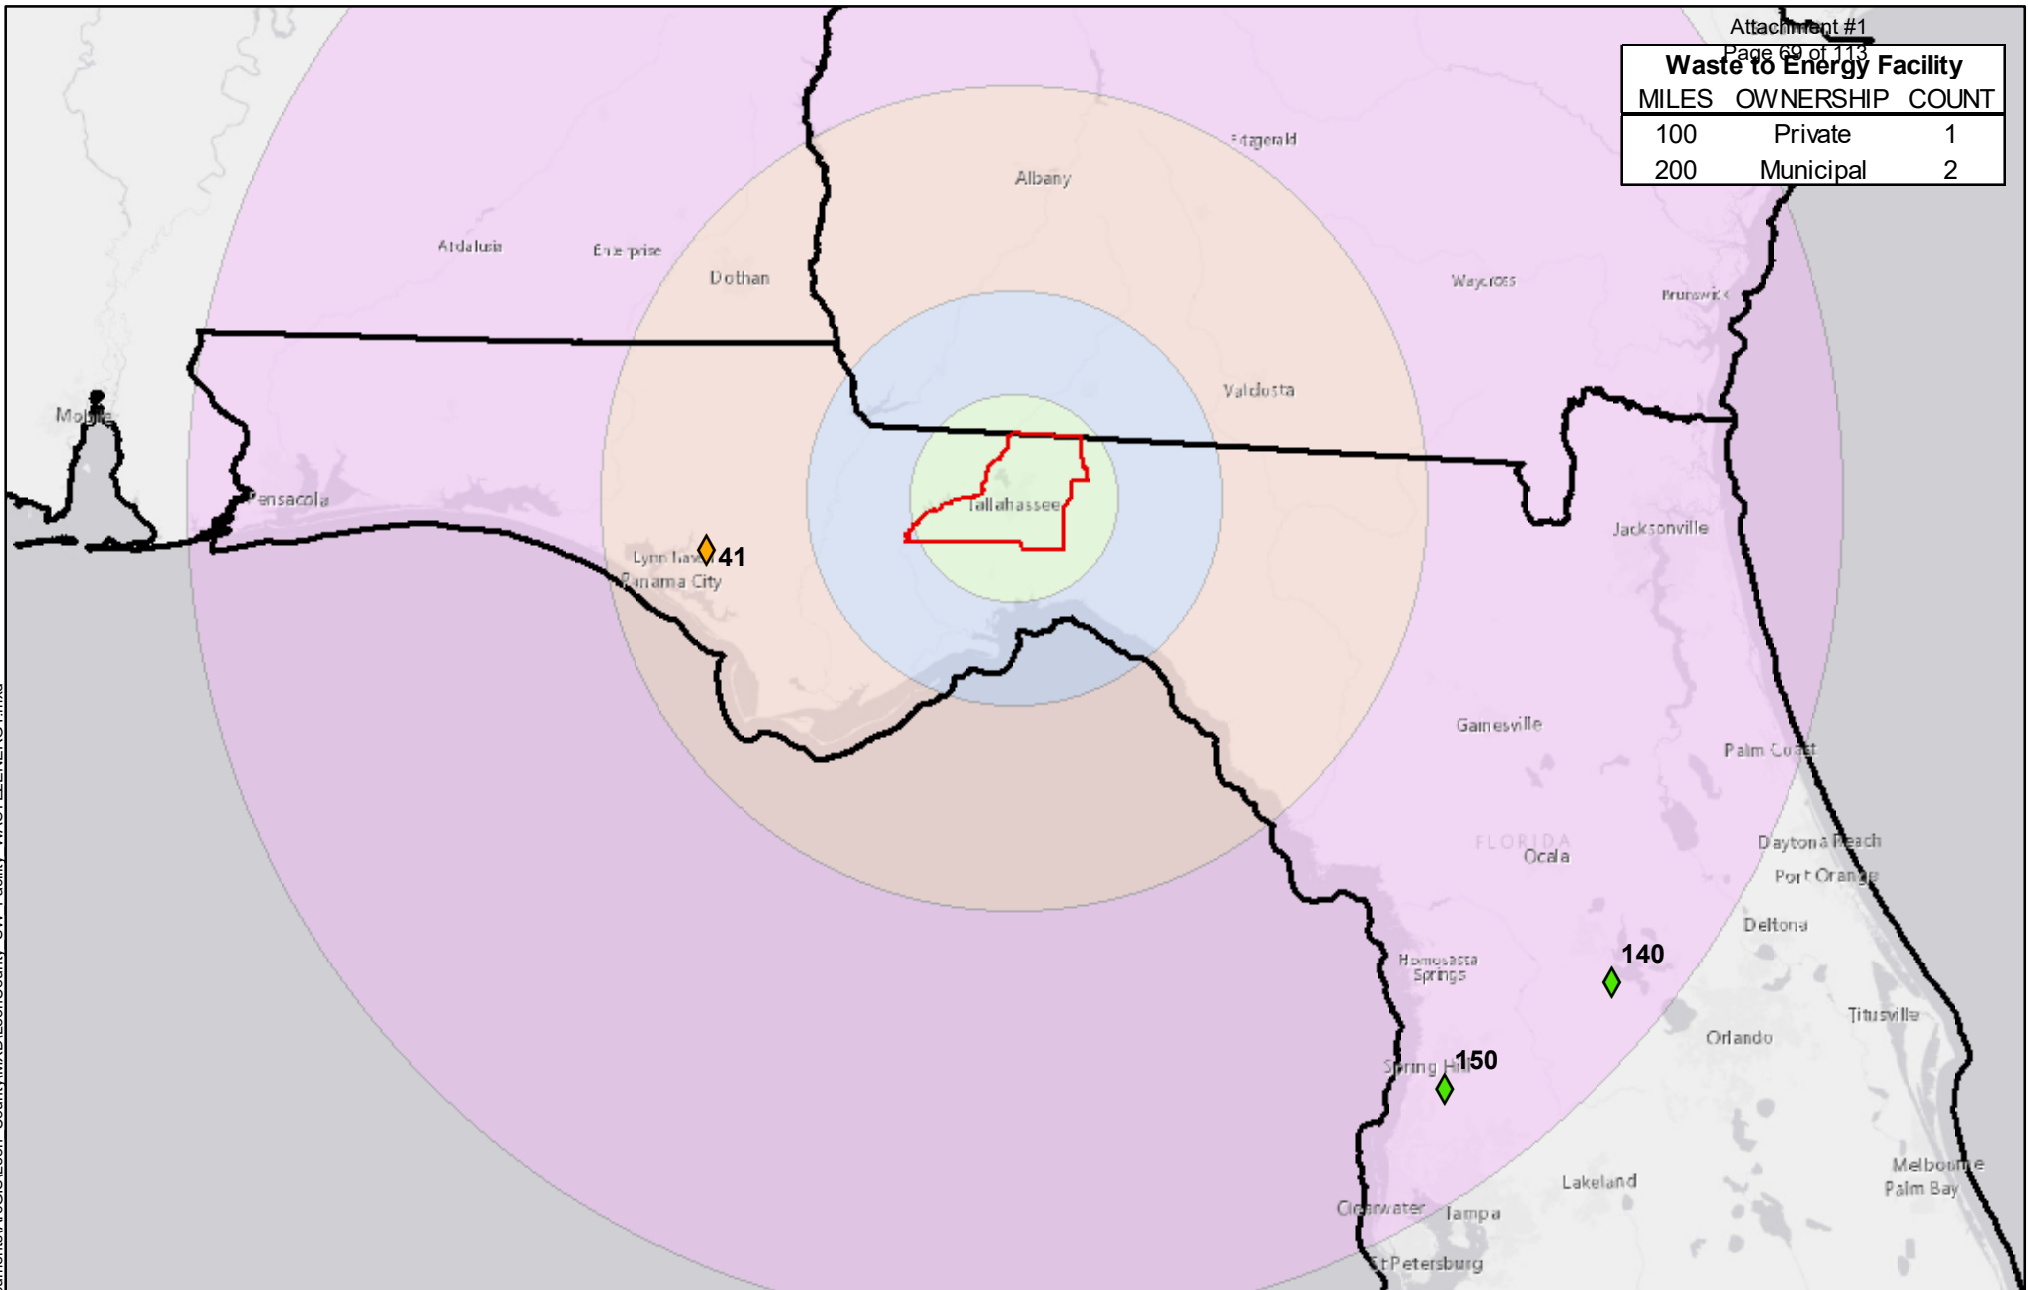 Attachment #1
Page 69 of 113
Waste to Energy Facility
MILES OWNERSHIP COUNT
100 Private 1
200 Municipal 2
Fitzgerald
Albany
Andalusia
Enterprise
Dothan
Waycross
Brunswick
Valdosta
Mobile
Pensacola
Tallahassee
Jacksonville
Lynn Haven
41
Panama City
Gainesville
Palm Coast
FLORIDA
Ocala
Daytona Beach
Port Orange
Deltona
140
Homosassa
Springs
Titusville
Orlando
150
Spring Hill
Melbourne
Palm Bay
Lakeland
Clearwater
Tampa
St Petersburg